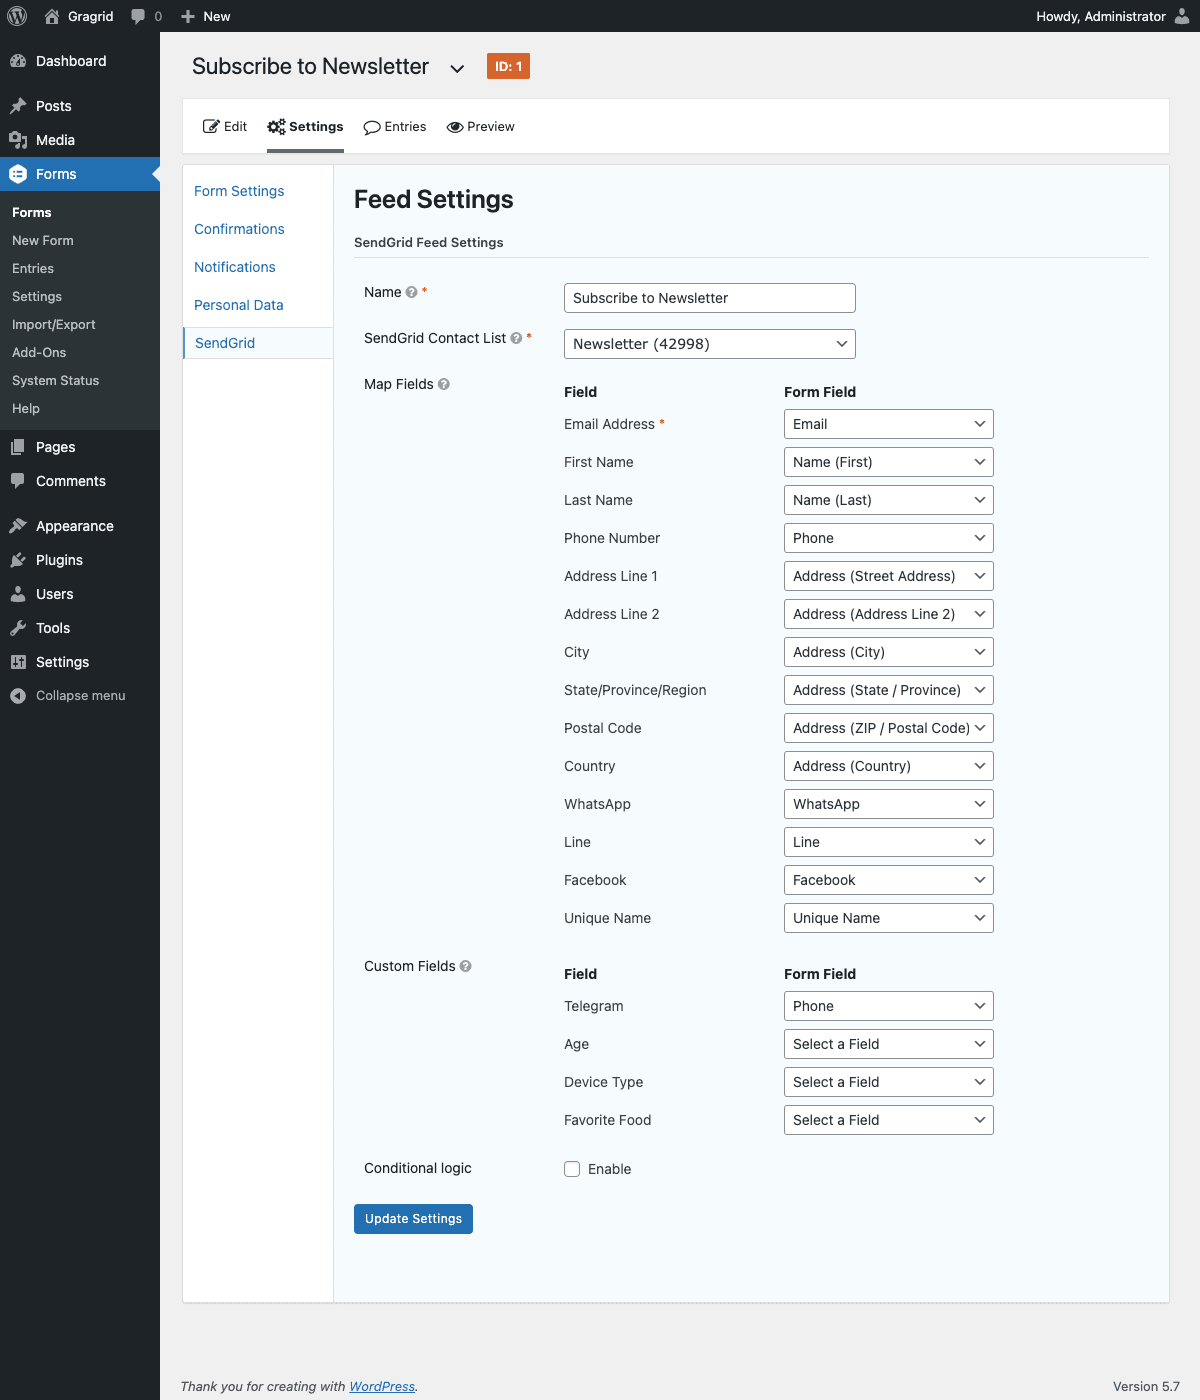 Gragrid 0 New Howdy, Administrator
Dashboard
Posts
Media
Forms
Forms
New Form
Entries
Settings
Import/Export
Add-Ons
System Status
Help
Pages
Comments
Appearance
Plugins
Users
Tools
Settings
Collapse menu
Subscribe to Newsletter ID: 1
Edit Settings Entries Preview
Form Settings
Confirmations
Notifications
Personal Data
SendGrid
Feed Settings
SendGrid Feed Settings
Name * Subscribe to Newsletter
SendGrid Contact List * Newsletter (42998)
Map Fields
Field Form Field
Email Address * Email
First Name Name (First)
Last Name Name (Last)
Phone Number Phone
Address Line 1 Address (Street Address)
Address Line 2 Address (Address Line 2)
City Address (City)
State/Province/Region Address (State / Province)
Postal Code Address (ZIP / Postal Code)
Country Address (Country)
WhatsApp WhatsApp
Line Line
Facebook Facebook
Unique Name Unique Name
Custom Fields
Field Form Field
Telegram Phone
Age Select a Field
Device Type Select a Field
Favorite Food Select a Field
Conditional logic Enable
Update Settings
Thank you for creating with WordPress. Version 5.7